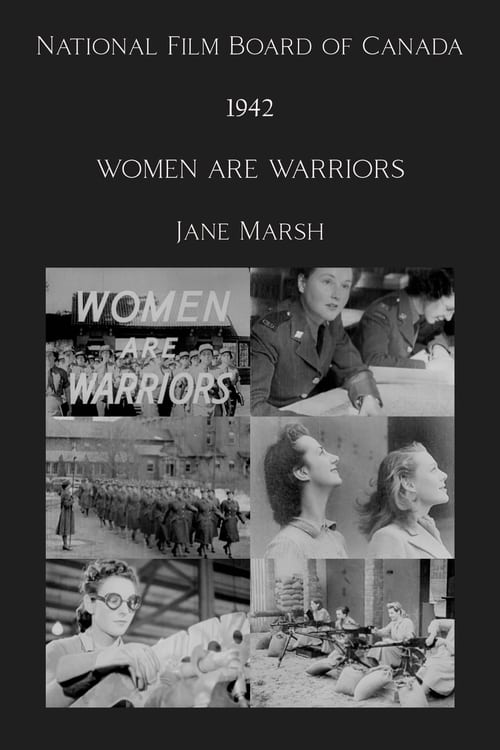 National Film Board of Canada
1942
WOMEN ARE WARRIORS
Jane Marsh
WOMEN
ARE
WARRIORS